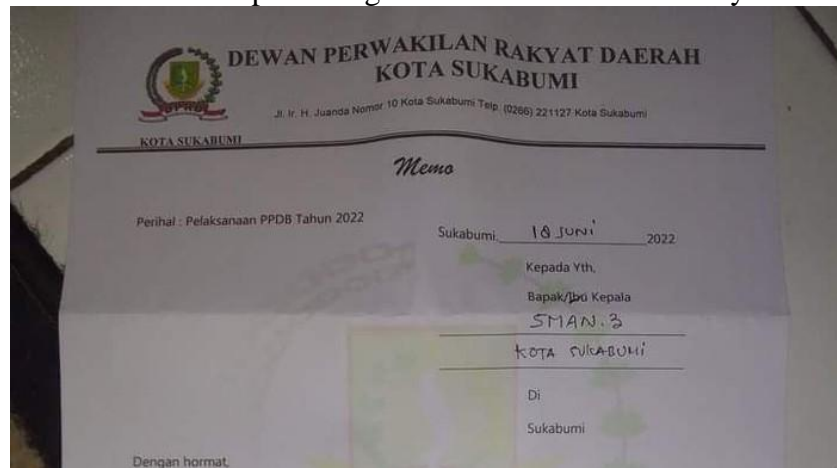 DEWAN PERWAKILAN RAKYAT DAERAH
KOTA SUKABUMI
Jl. Ir. H. Juanda Nomor 10 Kota Sukabumi Telp. (0266) 221127 Kota Sukabumi
DPRD
KOTA SUKABUMI
Memo
Perihal : Pelaksanaan PPDB Tahun 2022
Sukabumi, 18 JUNI 2022
Kepada Yth,
Bapak/Ibu Kepala
SMAN.3
KOTA SUKABUMI
Di
Sukabumi
Dengan hormat,